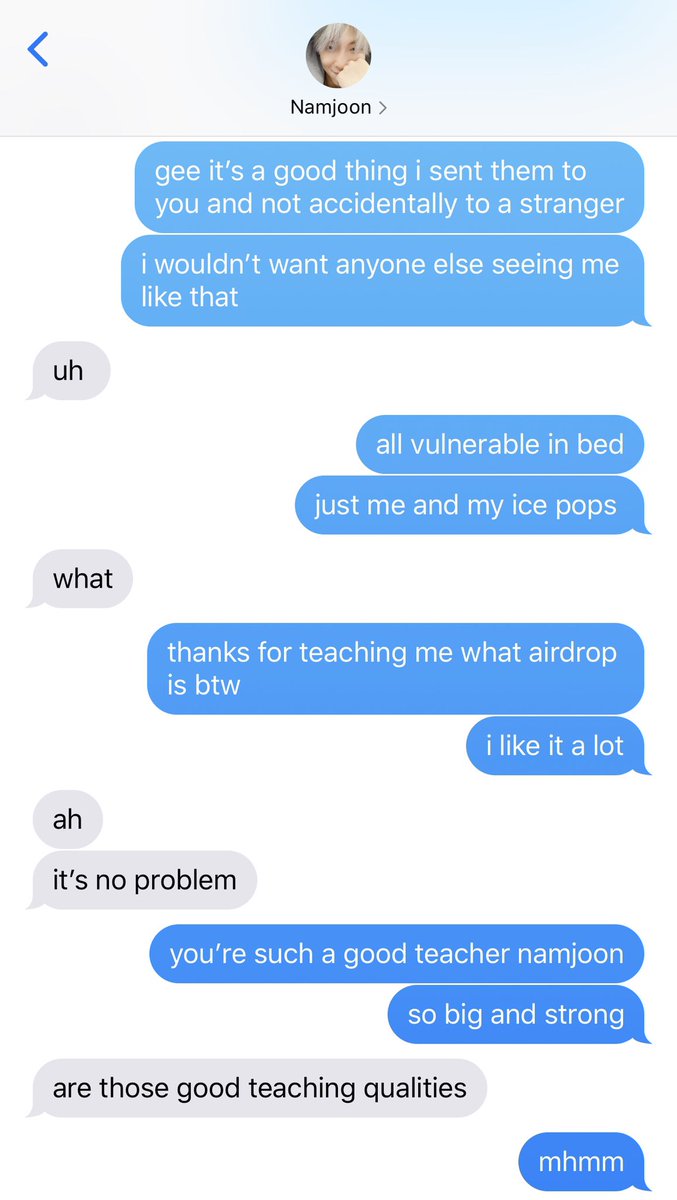 Namjoon
gee it’s a good thing i sent them to
you and not accidentally to a stranger
i wouldn’t want anyone else seeing me
like that
uh
all vulnerable in bed
just me and my ice pops
what
thanks for teaching me what airdrop
is btw
i like it a lot
ah
it’s no problem
you’re such a good teacher namjoon
so big and strong
are those good teaching qualities
mhmm